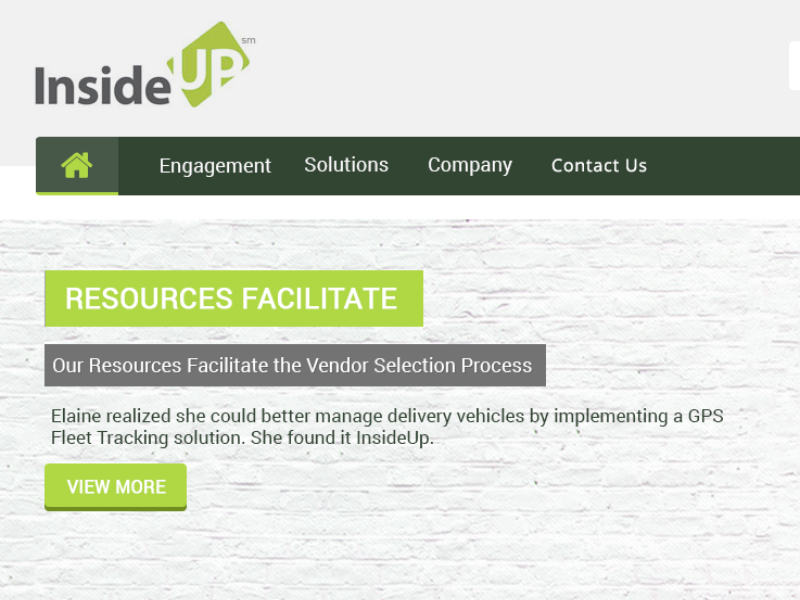 InsideUP sm
Engagement Solutions Company Contact Us
RESOURCES FACILITATE
Our Resources Facilitate the Vendor Selection Process
Elaine realized she could better manage delivery vehicles by implementing a GPS
Fleet Tracking solution. She found it InsideUp.
VIEW MORE